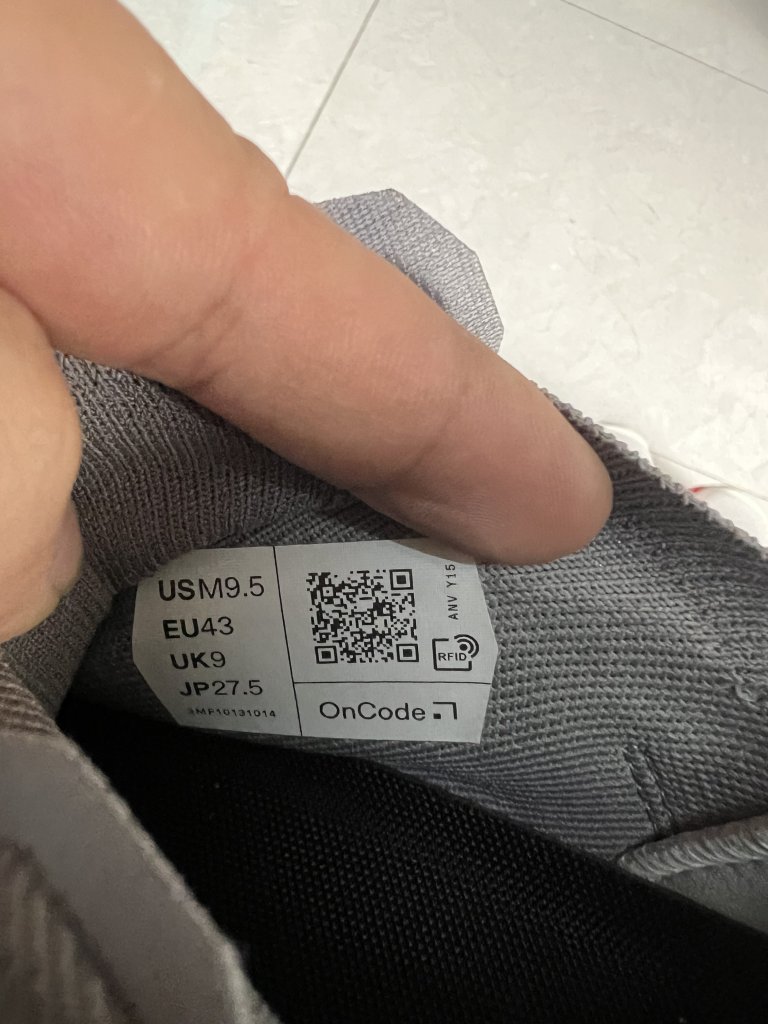 USM9.5
EU43
UK9
JP27.5
3MP10131014
ANV Y15
RFID
OnCode